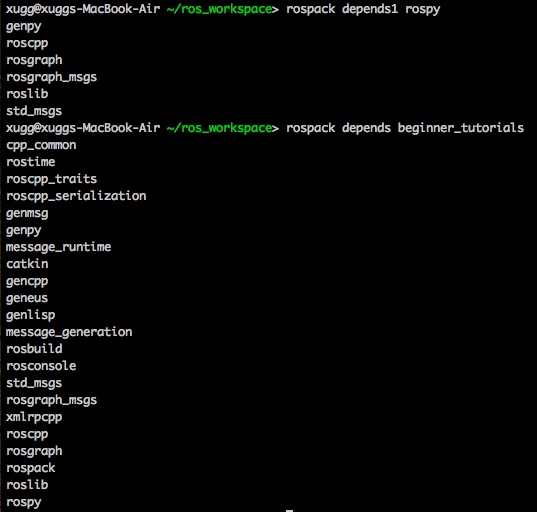 xugg@xuggs-MacBook-Air ~/ros_workspace> rospack depends1 rospy
genpy
roscpp
rosgraph
rosgraph_msgs
roslib
std_msgs
xugg@xuggs-MacBook-Air ~/ros_workspace> rospack depends beginner_tutorials
cpp_common
rostime
roscpp_traits
roscpp_serialization
genmsg
genpy
message_runtime
catkin
gencpp
geneus
genlisp
message_generation
rosbuild
rosconsole
std_msgs
rosgraph_msgs
xmlrpcpp
roscpp
rosgraph
rospack
roslib
rospy